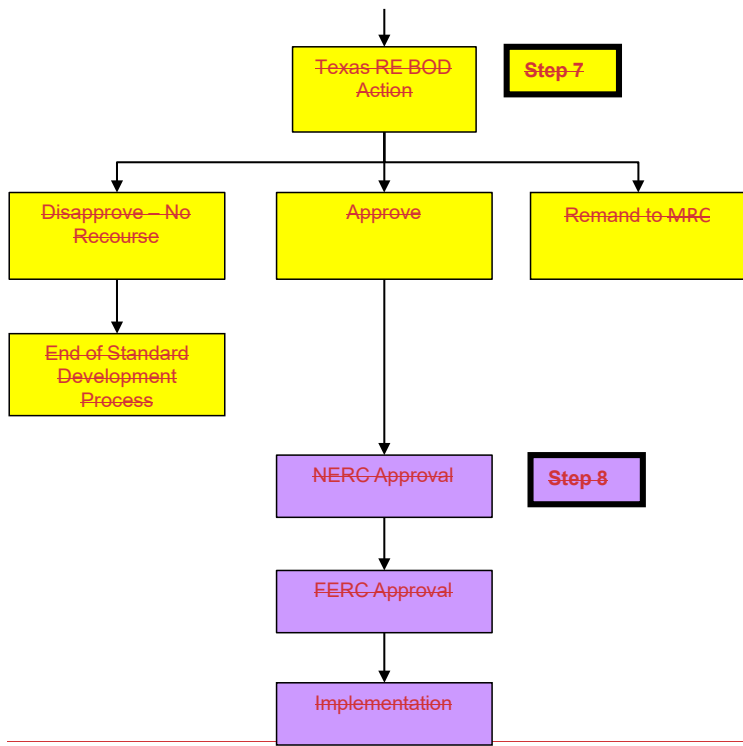 Texas RE BOD
Action
Step 7
Disapprove – No
Recourse
Approve
Remand to MRC
End of Standard
Development
Process
NERC Approval
Step 8
FERC Approval
Implementation